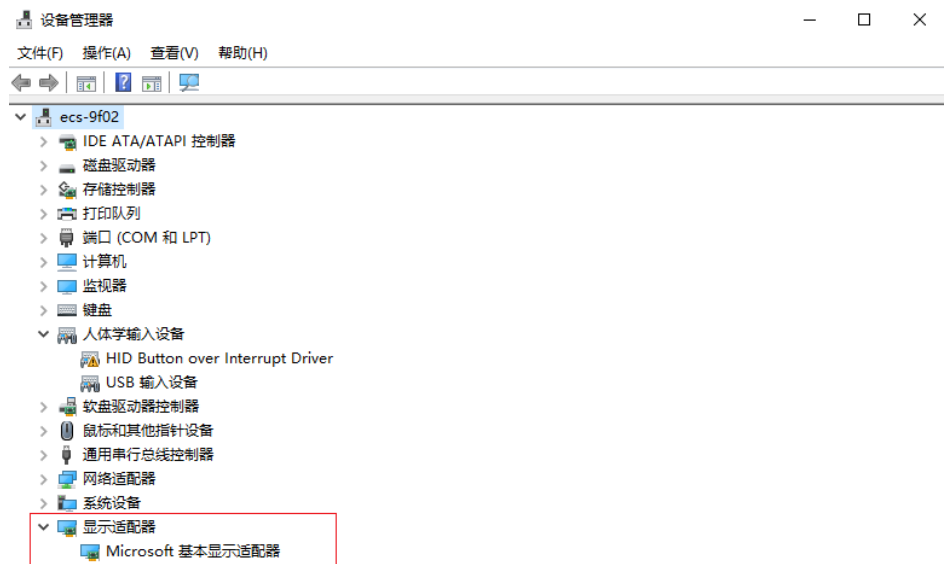 设备管理器
文件(F) 操作(A) 查看(V) 帮助(H)
ecs-9f02
IDE ATA/ATAPI 控制器
磁盘驱动器
存储控制器
打印队列
端口 (COM 和 LPT)
计算机
监视器
键盘
人体学输入设备
HID Button over Interrupt Driver
USB 输入设备
软盘驱动器控制器
鼠标和其他指针设备
通用串行总线控制器
网络适配器
系统设备
显示适配器
Microsoft 基本显示适配器